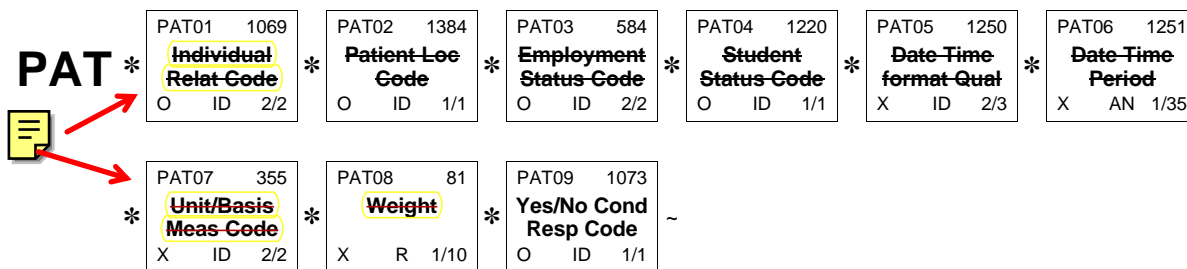 PAT01 1069 PAT02 1384 PAT03 584 PAT04 1220 PAT05 1250 PAT06 1251
PAT * Individual * Patient Loc * Employment * Student * Date Time * Date Time
Relat Code Code Status Code Status Code format Qual Period
O ID 2/2 O ID 1/1 O ID 2/2 O ID 1/1 X ID 2/3 X AN 1/35
PAT07 355 PAT08 81 PAT09 1073
* Unit/Basis * Weight * Yes/No Cond ~
Meas Code Resp Code
X ID 2/2 X R 1/10 O ID 1/1